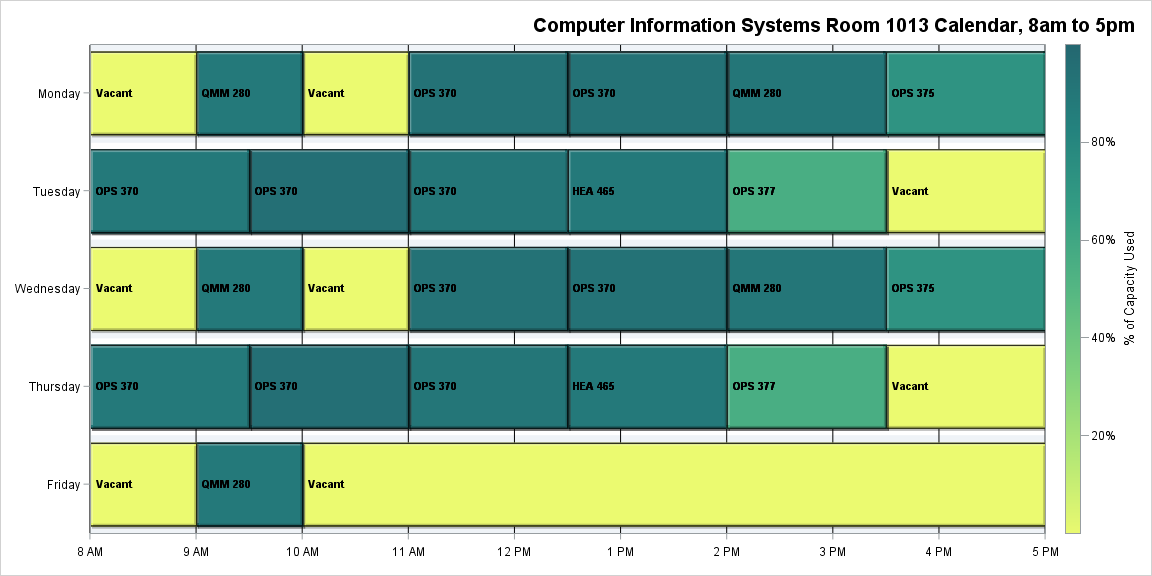 Computer Information Systems Room 1013 Calendar, 8am to 5pm
Monday
Vacant
QMM 280
Vacant
OPS 370
OPS 370
QMM 280
OPS 375
Tuesday
OPS 370
OPS 370
OPS 370
HEA 465
OPS 377
Vacant
Wednesday
Vacant
QMM 280
Vacant
OPS 370
OPS 370
QMM 280
OPS 375
Thursday
OPS 370
OPS 370
OPS 370
HEA 465
OPS 377
Vacant
Friday
Vacant
QMM 280
Vacant
8 AM
9 AM
10 AM
11 AM
12 PM
1 PM
2 PM
3 PM
4 PM
5 PM
80%
60%
40%
20%
% of Capacity Used